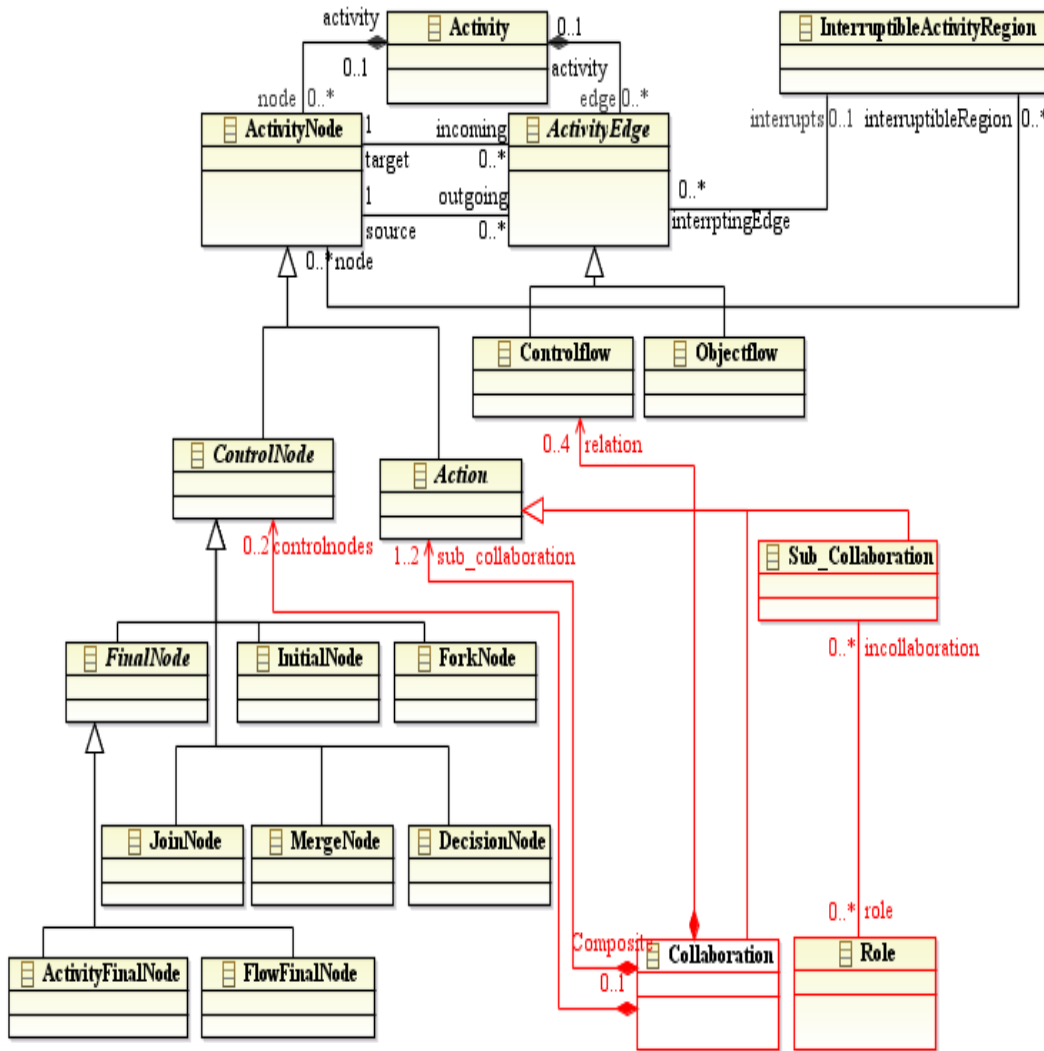 activity
Activity
0..1
InterruptibleActivityRegion
0..1
activity
node
0..*
edge
0..*
interrupts
0..1
interruptibleRegion
0..*
ActivityNode
1
incoming
ActivityEdge
target
0..*
1
outgoing
0..*
source
0..*
interrptingEdge
0..*
node
Controlflow
Objectflow
0..4
relation
ControlNode
Action
0..2
controlnodes
1..2
sub_collaboration
Sub_Collaboration
0..*
incollaboration
FinalNode
InitialNode
ForkNode
JoinNode
MergeNode
DecisionNode
0..*
role
Composite
Collaboration
Role
0..1
ActivityFinalNode
FlowFinalNode